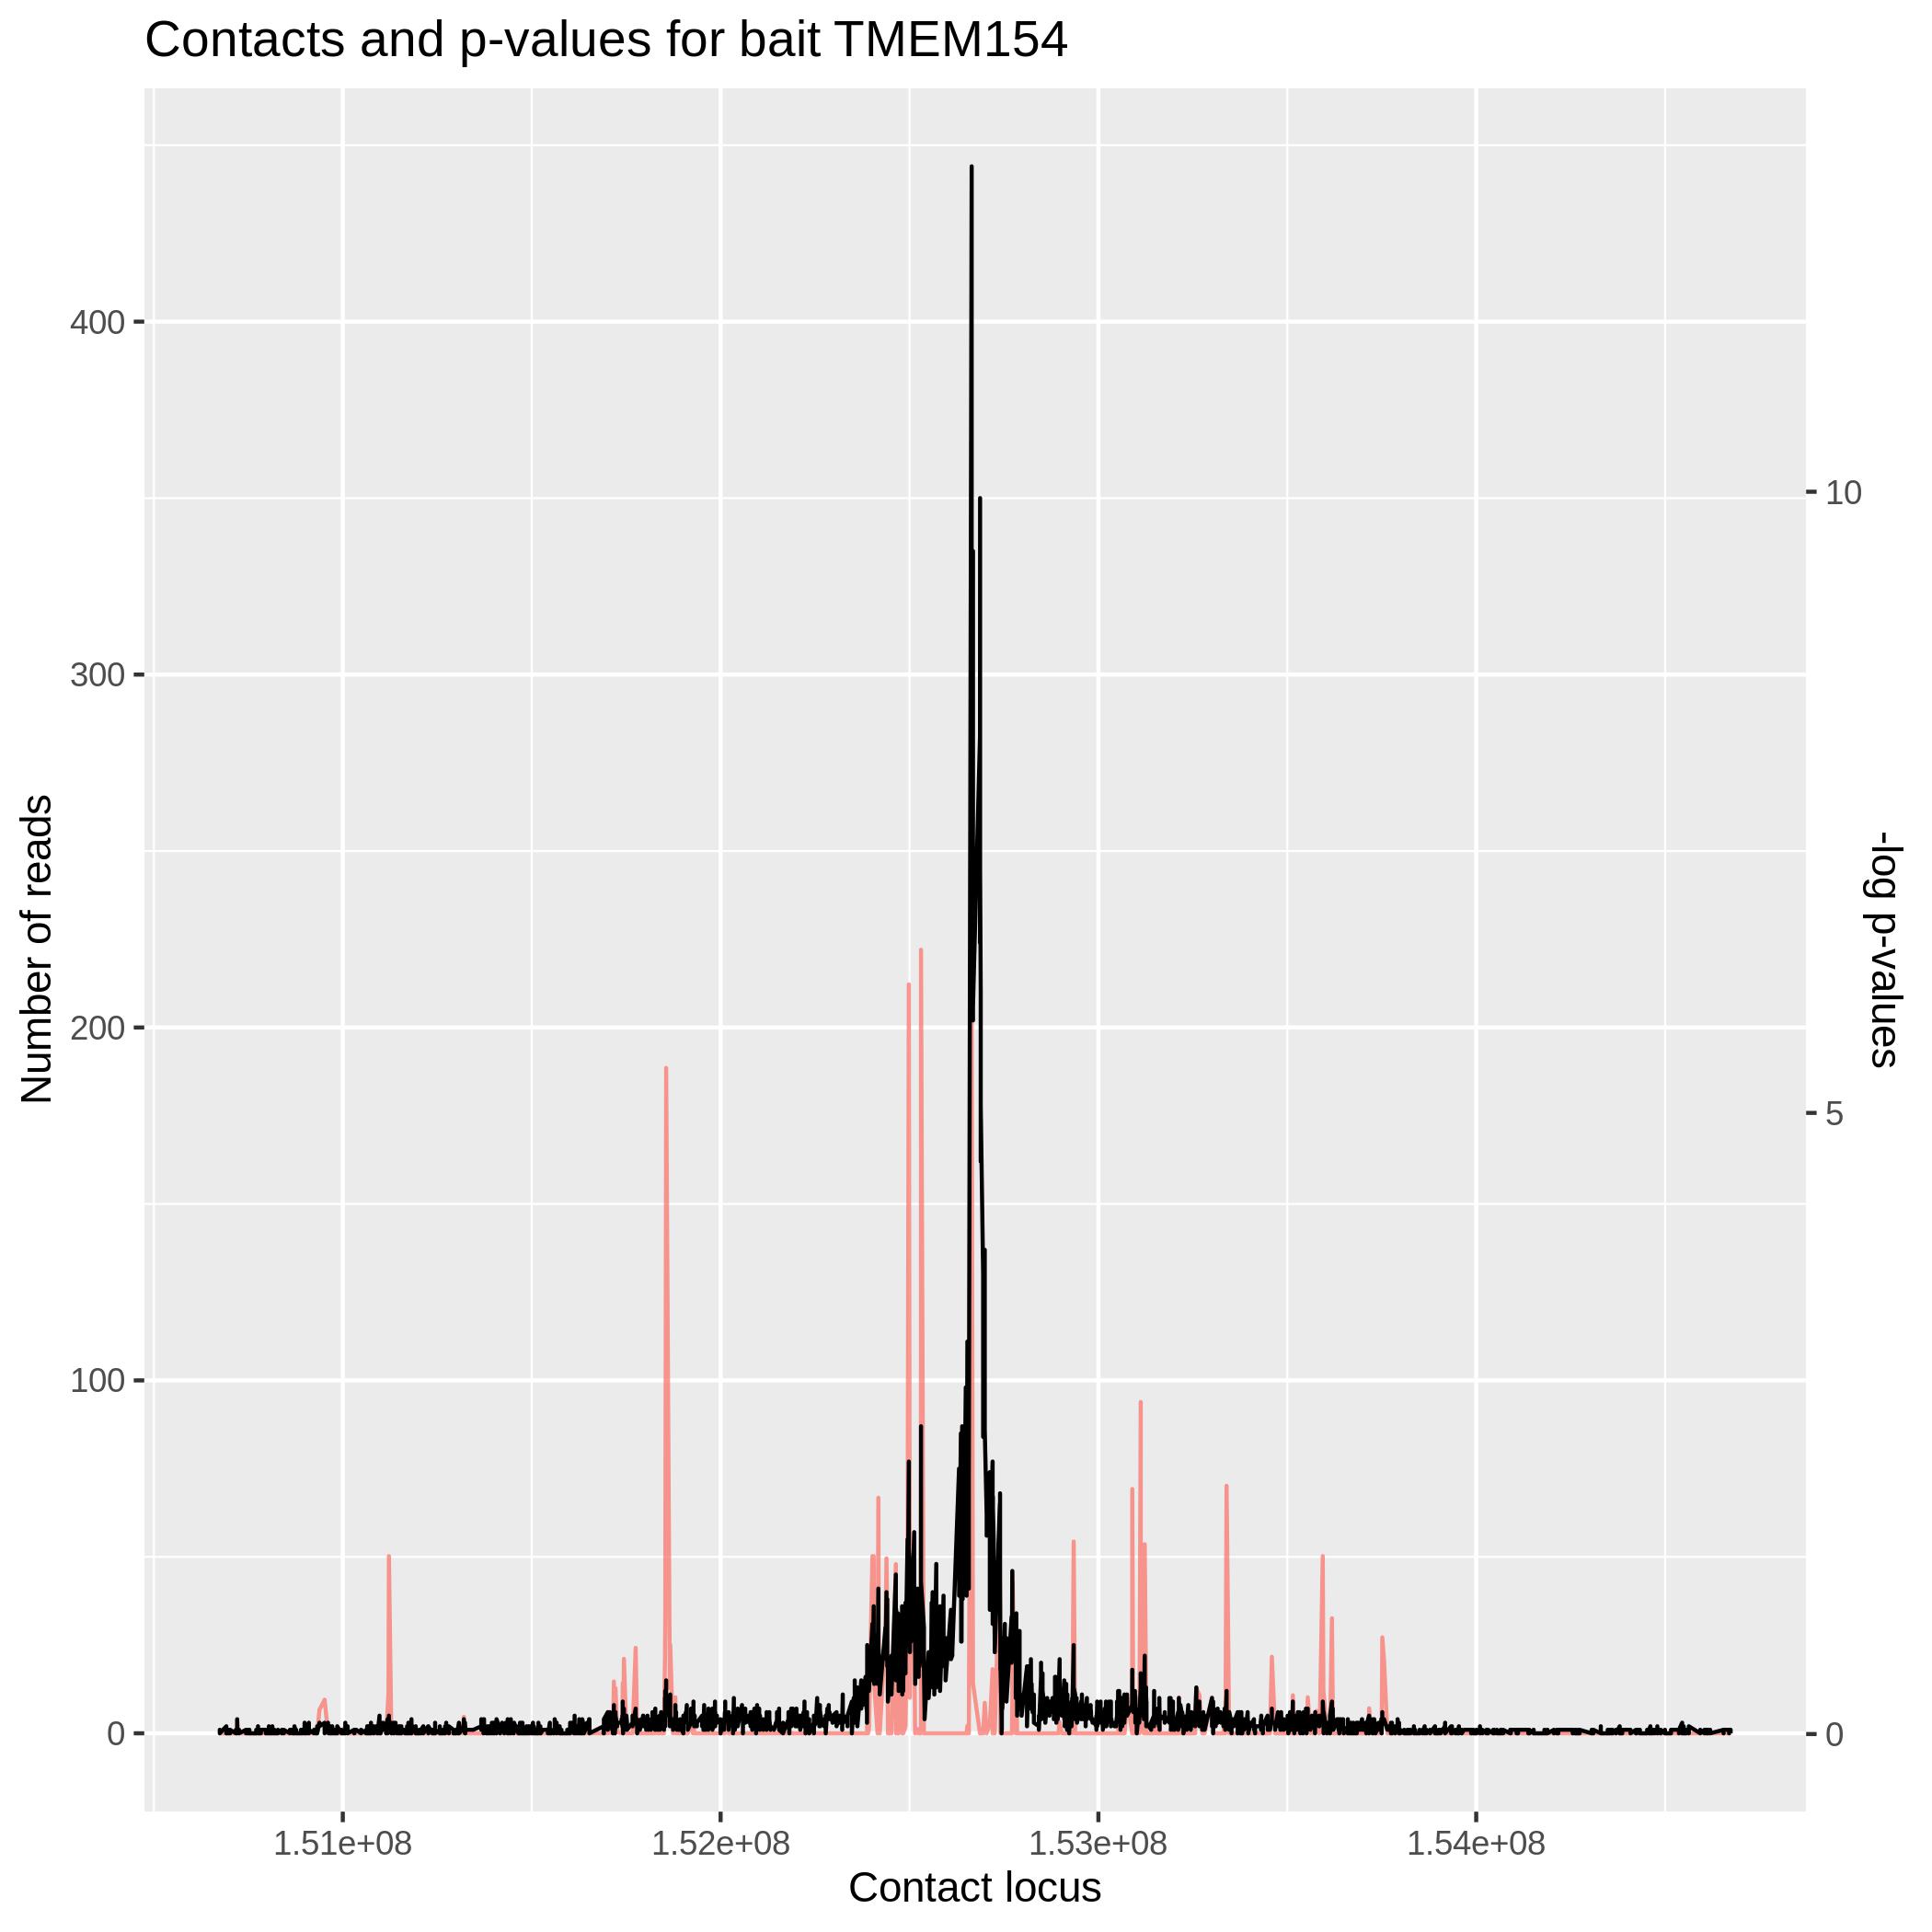 Contacts and p-values for bait TMEM154
Number of reads
400
300
200
100
0
10
5
0
-log p-values
1.51e+08
1.52e+08
1.53e+08
1.54e+08
Contact locus